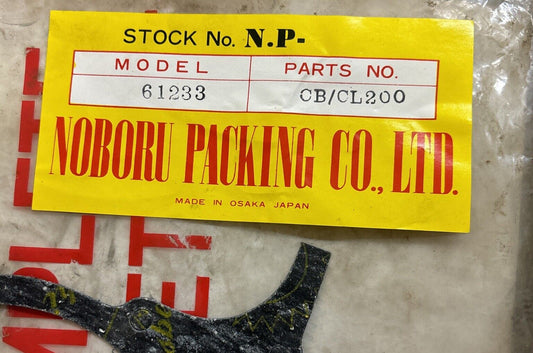 STOCK No. N.P-
MODEL PARTS NO.
61233 CB/CL200
NOBORU PACKING CO., LTD.
MADE IN OSAKA JAPAN